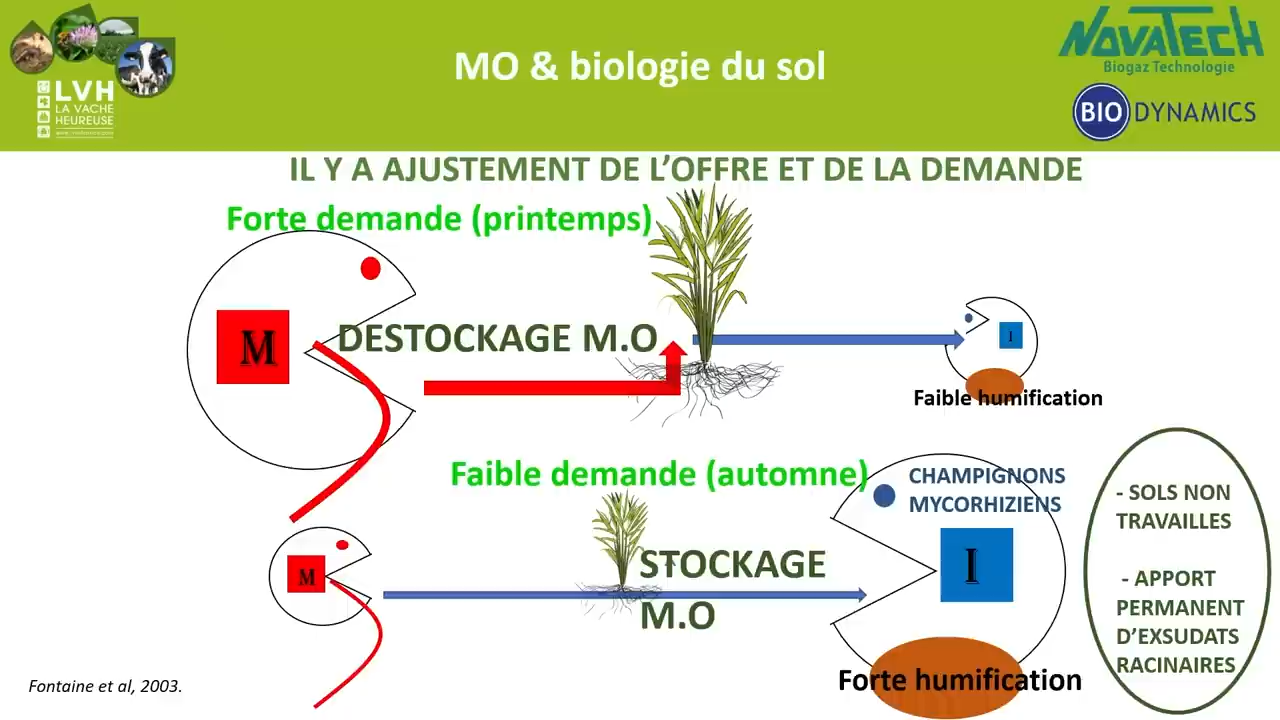 LVH
LA VACHE
HEUREUSE
MO & biologie du sol
NOVATECH
Biogaz Technologie
BIO DYNAMICS
IL Y A AJUSTEMENT DE L'OFFRE ET DE LA DEMANDE
Forte demande (printemps)
M
DESTOCKAGE M.O
I
Faible humification
Faible demande (automne)
CHAMPIGNONS
MYCORHIZIENS
M
STOCKAGE
M.O
I
Forte humification
- SOLS NON
TRAVAILLES
- APPORT
PERMANENT
D'EXSUDATS
RACINAIRES
Fontaine et al, 2003.